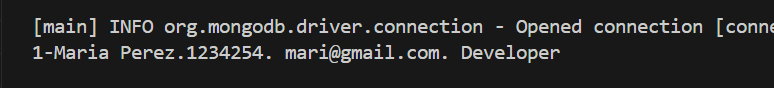 [main] INFO org.mongodb.driver.connection - Opened connection [conne
1-Maria Perez.1234254. mari@gmail.com. Developer